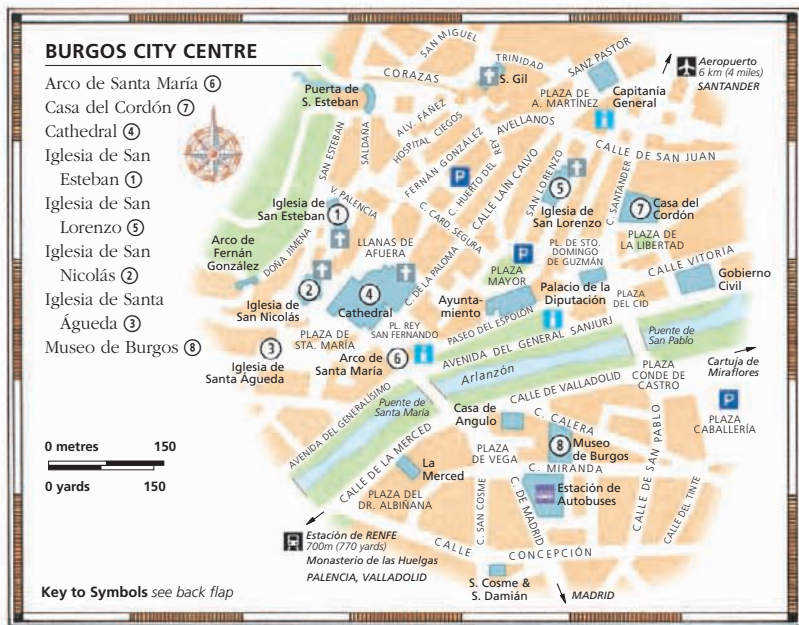 BURGOS CITY CENTRE
Arco de Santa María ⑥
Casa del Cordón ⑦
Cathedral ④
Iglesia de San
Esteban ①
Iglesia de San
Lorenzo ⑤
Iglesia de San
Nicolás ②
Iglesia de Santa
Águeda ③
Museo de Burgos ⑧
0 metres 150
0 yards 150
Key to Symbols see back flap
SAN MIGUEL
TRINIDAD
SANZ PASTOR
Aeropuerto
6 km (4 miles)
SANTANDER
CORAZAS
S. Gil
Capitanía
General
Puerta de
S. Esteban
PLAZA DE
A. MARTÍNEZ
ALV. FÁÑEZ
HOSPITAL CIEGOS
AVELLANOS
SAN ESTEBAN
SALDAÑA
FERNÁN GONZÁLEZ
C. HUERTO DEL REY
CALLE LAÍN CALVO
SAN LORENZO
CALLE DE SAN JUAN
C. SANTANDER
P
V. PALENCIA
Iglesia de
San Esteban
①
⑤
Iglesia de
San Lorenzo
⑦
Casa del
Cordón
C. CARD SEGURA
Arco de
Fernán
González
DOÑA JIMENA
LLANAS DE
AFUERA
C. DE LA PALOMA
P
PLAZA
MAYOR
PL. DE STO.
DOMINGO
DE GUZMÁN
PLAZA DE
LA LIBERTAD
CALLE VITORIA
②
Iglesia de
San Nicolás
④
Cathedral
Ayunta-
miento
Palacio de la
Diputación
PLAZA
DEL CID
Gobierno
Civil
PLAZA DE
STA. MARÍA
PL. REY
SAN FERNANDO
PASEO DEL ESPOLÓN
③
Iglesia de
Santa Águeda
Arco de
Santa María
⑥
AVENIDA DEL GENERAL SANJURJ
Puente de
San Pablo
Arlanzón
Cartuja de
Miraflores
AVENIDA DEL GENERALÍSIMO
Puente de
Santa María
CALLE DE VALLADOLID
PLAZA
CONDE DE
CASTRO
P
PLAZA
CABALLERÍA
Casa de
Angulo
C. CALERA
CALLE DE LA MERCED
PLAZA
DE VEGA
⑧
Museo
de Burgos
C. MIRANDA
CALLE DE SAN PABLO
La
Merced
PLAZA DEL
DR. ALBIÑANA
C. SAN COSME
C. DE MADRID
Estación de
Autobuses
CALLE DEL TINTE
Estaciòn de RENFE
700m (770 yards)
Monasterio de las Huelgas
PALENCIA, VALLADOLID
CALLE CONCEPCIÓN
S. Cosme &
S. Damián
MADRID